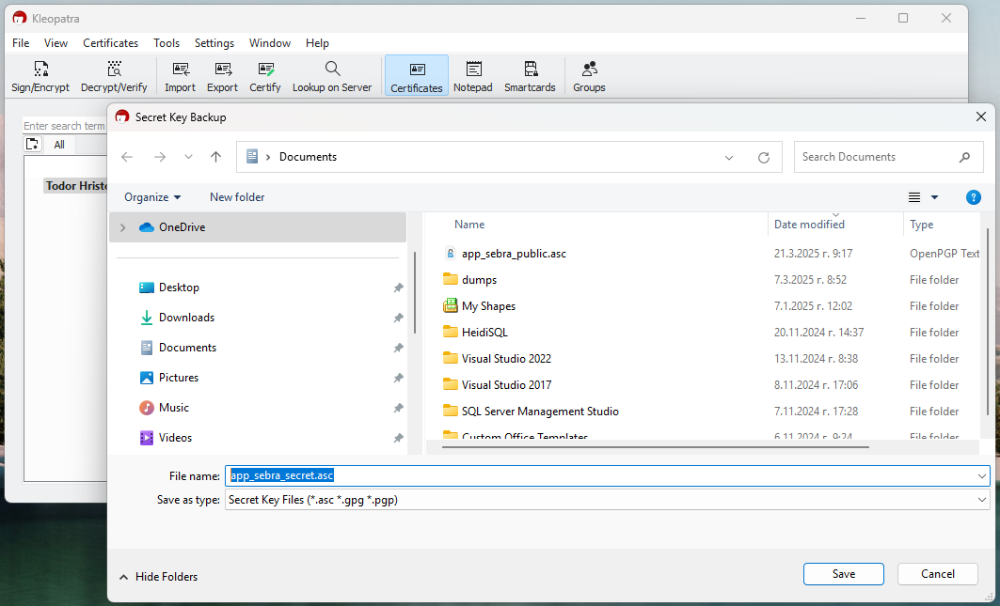 Kleopatra
File View Certificates Tools Settings Window Help
Sign/Encrypt Decrypt/Verify Import Export Certify Lookup on Server Certificates Notepad Smartcards Groups
Enter search term
All
Todor Hristo
Secret Key Backup
Documents
Search Documents
Organize New folder
OneDrive
Desktop
Downloads
Documents
Pictures
Music
Videos
Name Date modified Type
app_sebra_public.asc 21.3.2025 г. 9:17 OpenPGP Text
dumps 7.3.2025 г. 8:52 File folder
My Shapes 7.1.2025 г. 12:02 File folder
HeidiSQL 20.11.2024 г. 14:37 File folder
Visual Studio 2022 13.11.2024 г. 8:38 File folder
Visual Studio 2017 8.11.2024 г. 17:06 File folder
SQL Server Management Studio 7.11.2024 г. 17:28 File folder
Custom Office Templates 6.11.2024 г. 9:24 File folder
File name: app_sebra_secret.asc
Save as type: Secret Key Files (*.asc *.gpg *.pgp)
Hide Folders
Save Cancel